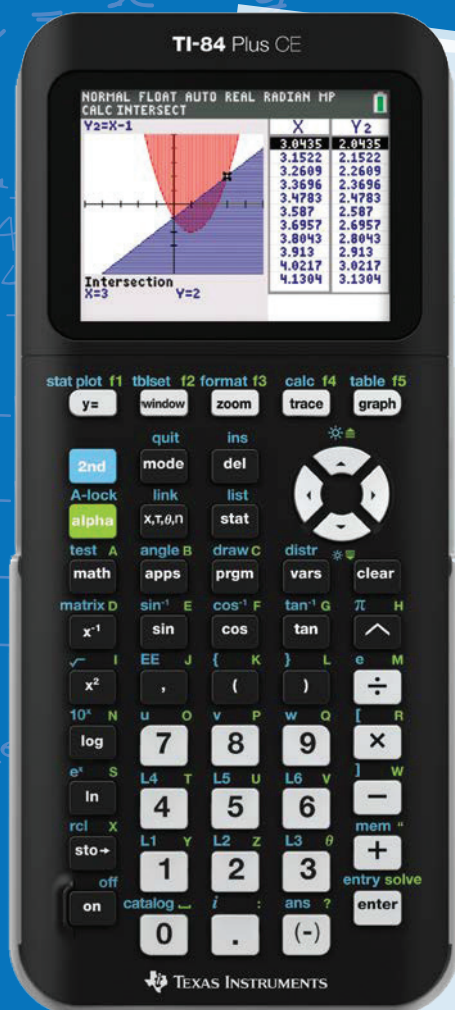 TI-84 Plus CE
NORMAL FLOAT AUTO REAL RADIAN MP
CALC INTERSECT
Y2=X-1
X Y2
3.0435 2.0435
3.1522 2.1522
3.2609 2.2609
3.3696 2.3696
3.4783 2.4783
3.587 2.587
3.6957 2.6957
3.8043 2.8043
3.913 2.913
4.0217 3.0217
4.1304 3.1304
Intersection
X=3 Y=2
stat plot f1 tblset f2 format f3 calc f4 table f5
y= window zoom trace graph
quit ins
2nd mode del
A-lock link list
alpha X,T,θ,n stat
test A angle B draw C distr
math apps prgm vars clear
matrix D sin⁻¹ E cos⁻¹ F tan⁻¹ G π H
x⁻¹ sin cos tan ^
√ I EE J { K } L e M
x² , ( ) ÷
10ˣ N u O v P w Q [ R
log 7 8 9 ×
eˣ S L4 T L5 U L6 V ] W
ln 4 5 6 −
rcl X L1 Y L2 Z L3 θ mem "
sto→ 1 2 3 +
off catalog ⎵ i : ans ? entry solve
on 0 . (-) enter
TEXAS INSTRUMENTS